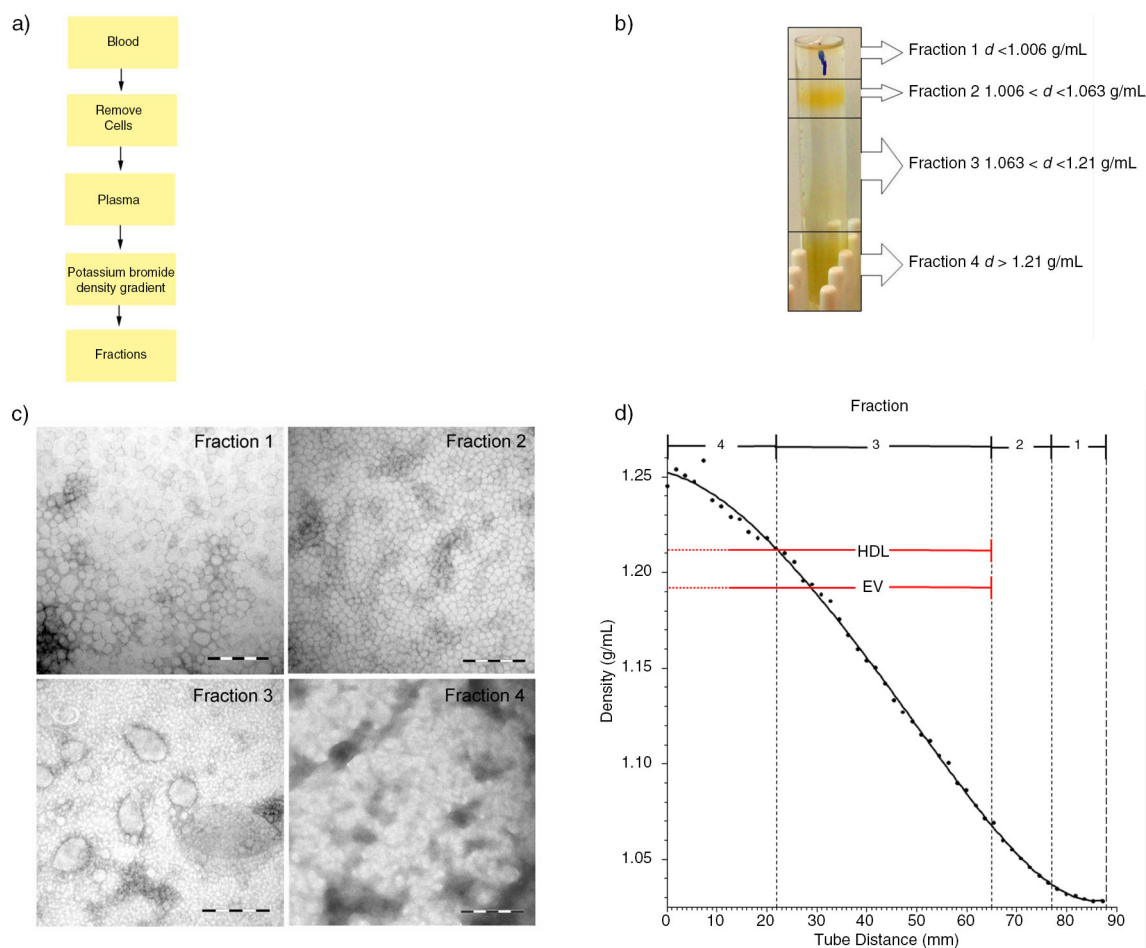 a)
Blood
Remove
Cells
Plasma
Potassium bromide
density gradient
Fractions
b)
Fraction 1 d <1.006 g/mL
Fraction 2 1.006 < d <1.063 g/mL
Fraction 3 1.063 < d <1.21 g/mL
Fraction 4 d > 1.21 g/mL
c)
Fraction 1
Fraction 2
Fraction 3
Fraction 4
d)
Fraction
4 3 2 1
1.25
1.20
1.15
1.10
1.05
Density (g/mL)
HDL
EV
0 10 20 30 40 50 60 70 80 90
Tube Distance (mm)